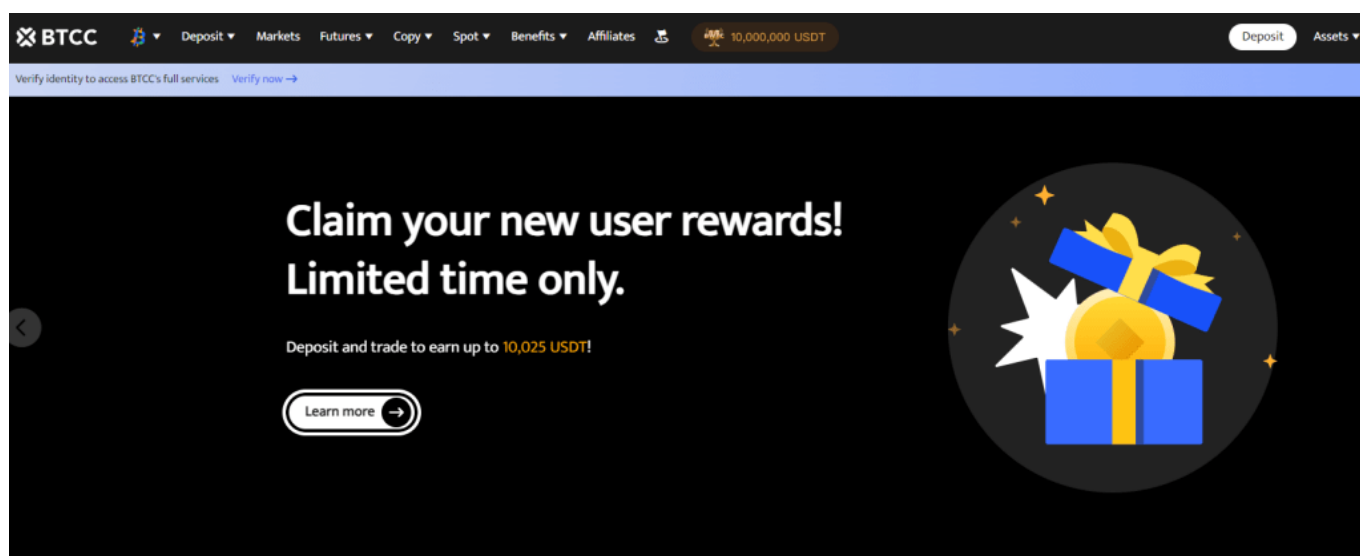 BTCC Deposit Markets Futures Copy Spot Benefits Affiliates 10,000,000 USDT Deposit Assets
Verify identity to access BTCC's full services Verify now →
Claim your new user rewards!
Limited time only.
Deposit and trade to earn up to 10,025 USDT!
Learn more →